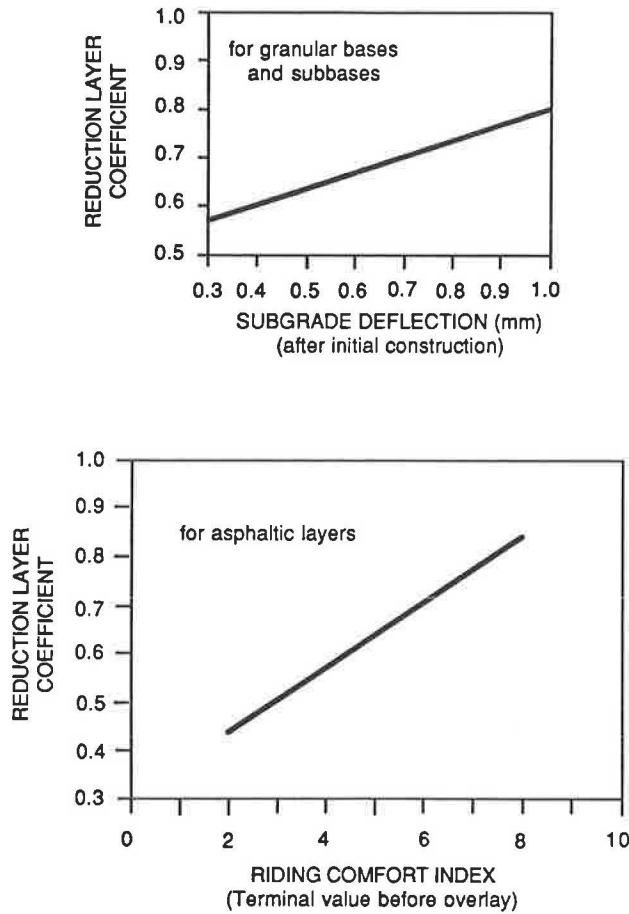 REDUCTION LAYER
COEFFICIENT
1.0
0.9
0.8
0.7
0.6
0.5
for granular bases
and subbases
0.3 0.4 0.5 0.6 0.7 0.8 0.9 1.0
SUBGRADE DEFLECTION (mm)
(after initial construction)
REDUCTION LAYER
COEFFICIENT
1.0
0.9
0.8
0.7
0.6
0.5
0.4
0.3
for asphaltic layers
0 2 4 6 8 10
RIDING COMFORT INDEX
(Terminal value before overlay)